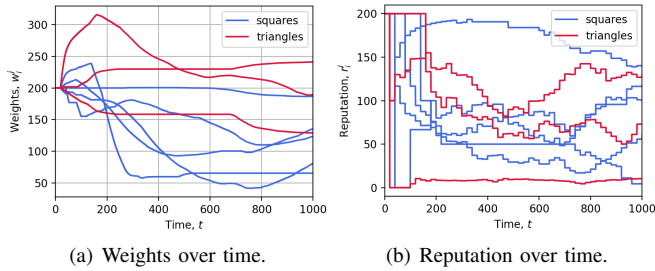 300
250
200
150
100
50
Weights, w_i^j
squares
triangles
0 200 400 600 800 1000
Time, t
(a) Weights over time.
200
150
100
50
0
Reputation, r_i^j
squares
triangles
0 200 400 600 800 1000
Time, t
(b) Reputation over time.